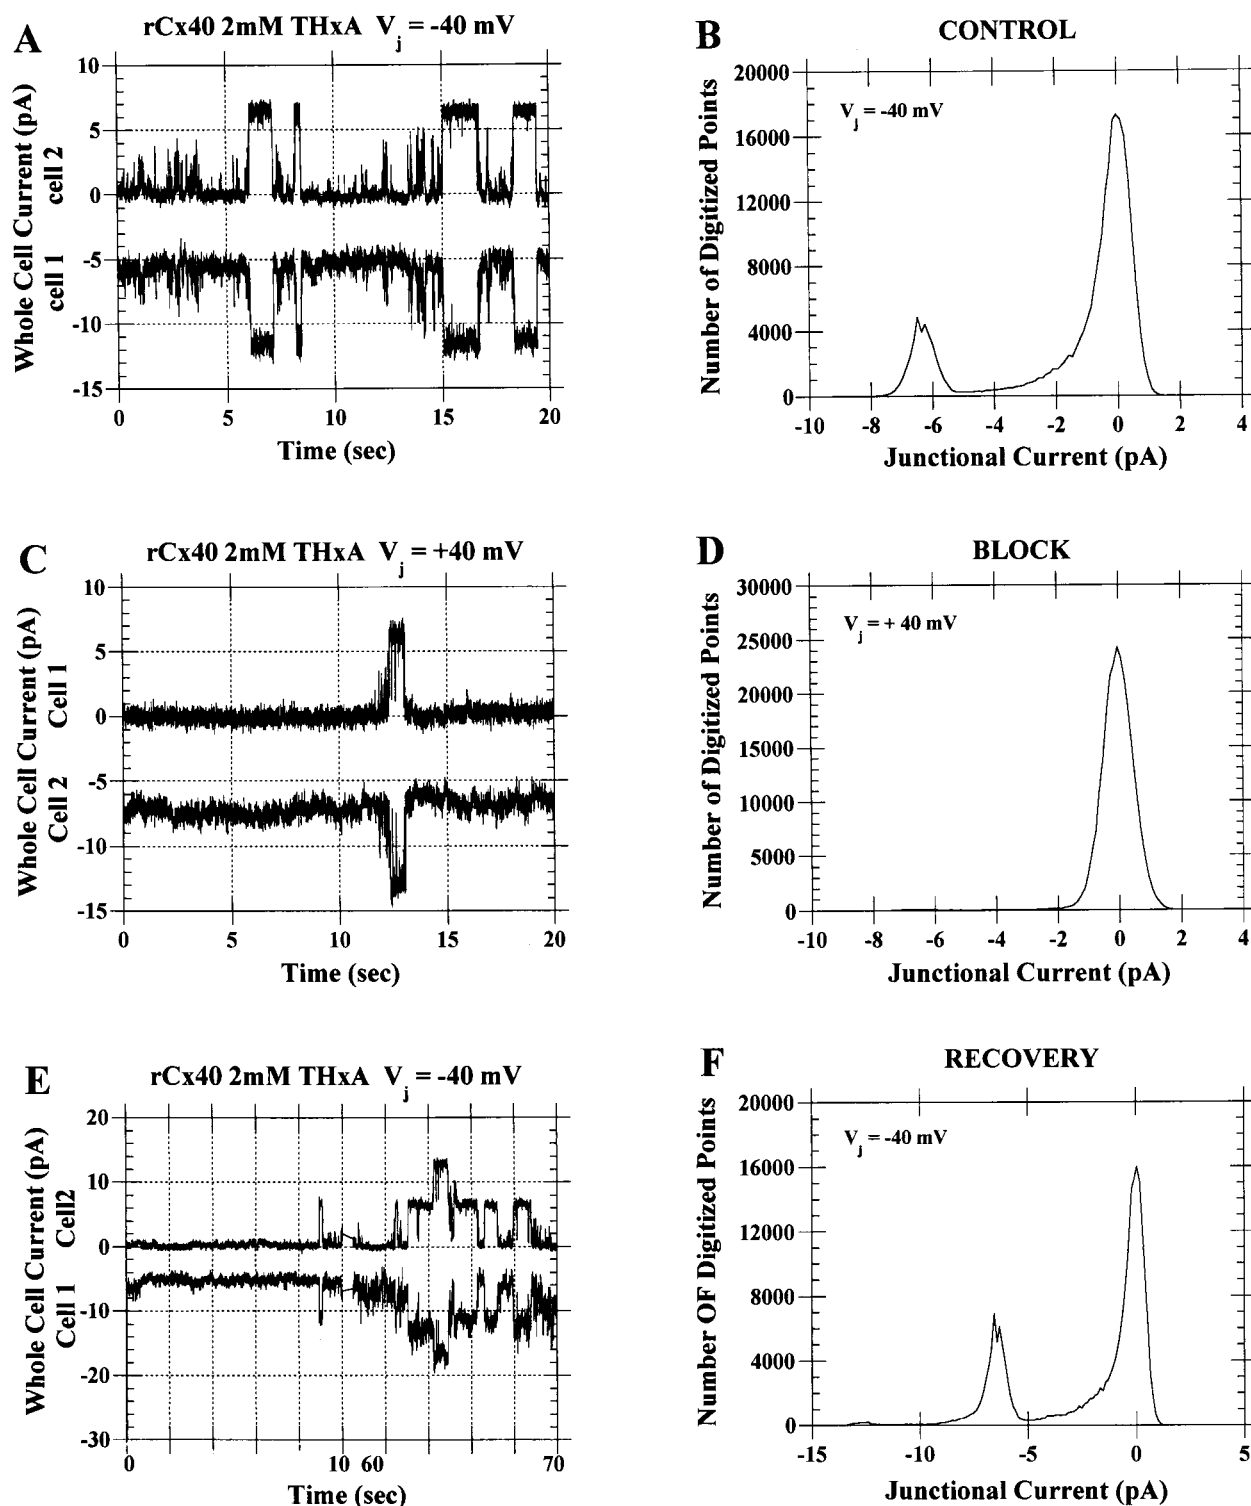 A
rCx40 2mM THxA Vj = -40 mV
Whole Cell Current (pA)
cell 1 cell 2
10
5
0
-5
-10
-15
0 5 10 15 20
Time (sec)
B
CONTROL
Vj = -40 mV
Number of Digitized Points
20000
16000
12000
8000
4000
0
-10 -8 -6 -4 -2 0 2 4
Junctional Current (pA)
C
rCx40 2mM THxA Vj = +40 mV
Whole Cell Current (pA)
Cell 2 Cell 1
10
5
0
-5
-10
-15
0 5 10 15 20
Time (sec)
D
BLOCK
Vj = + 40 mV
Number of Digitized Points
30000
25000
20000
15000
10000
5000
0
-10 -8 -6 -4 -2 0 2 4
Junctional Current (pA)
E
rCx40 2mM THxA Vj = -40 mV
Whole Cell Current (pA)
Cell 1 Cell2
20
10
0
-10
-20
-30
0 10 60 70
Time (sec)
F
RECOVERY
Vj = -40 mV
Number OF Digitized Points
20000
16000
12000
8000
4000
0
-15 -10 -5 0 5
Junctional Current (pA)